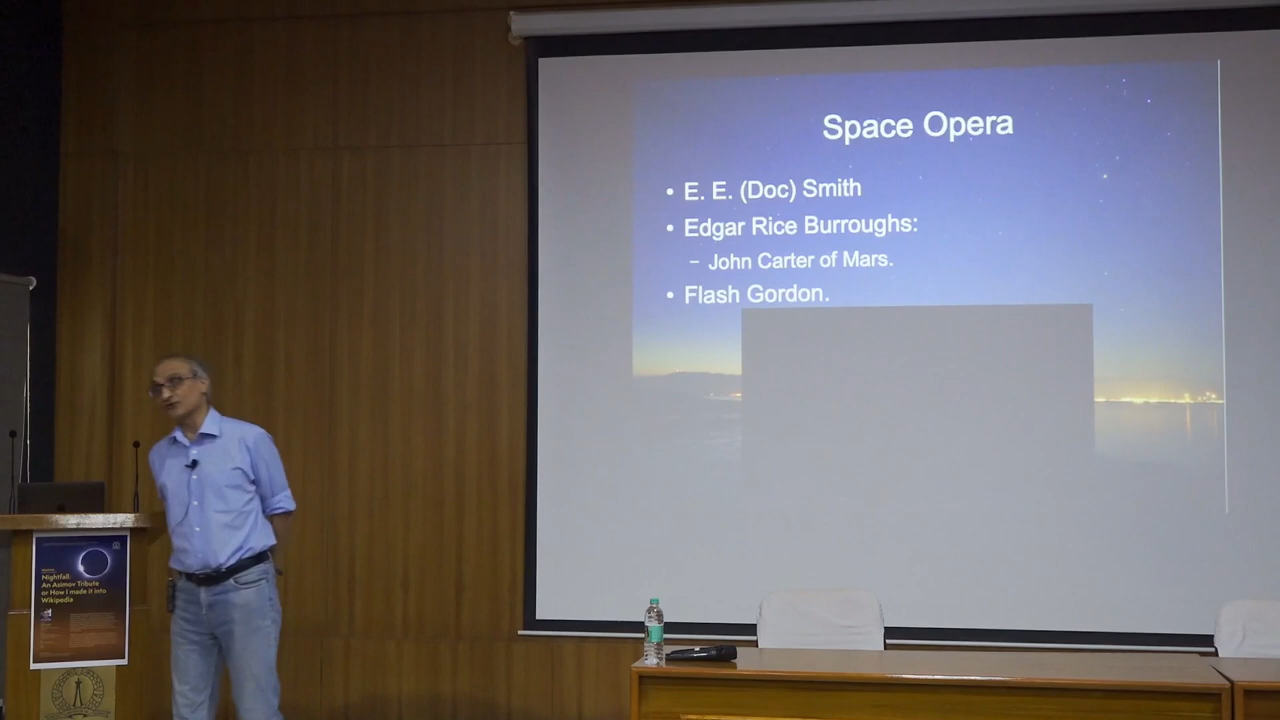 Space Opera
• E. E. (Doc) Smith
• Edgar Rice Burroughs:
– John Carter of Mars.
• Flash Gordon.
Nightfall:
An Asimov Tribute
or How I made it into
Wikipedia